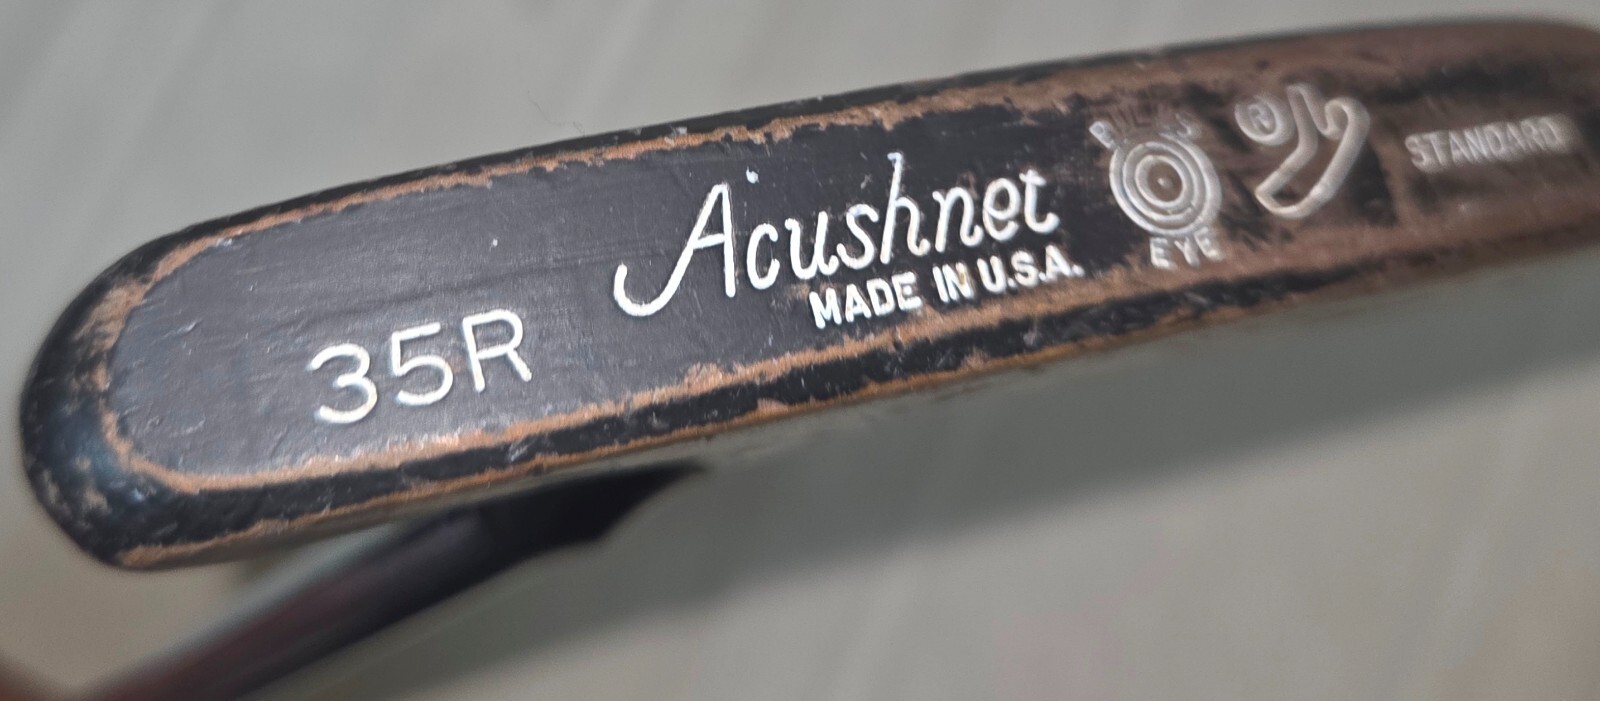 35R
Acushnet
MADE IN U.S.A.
BULLS
EYE
®
STANDARD